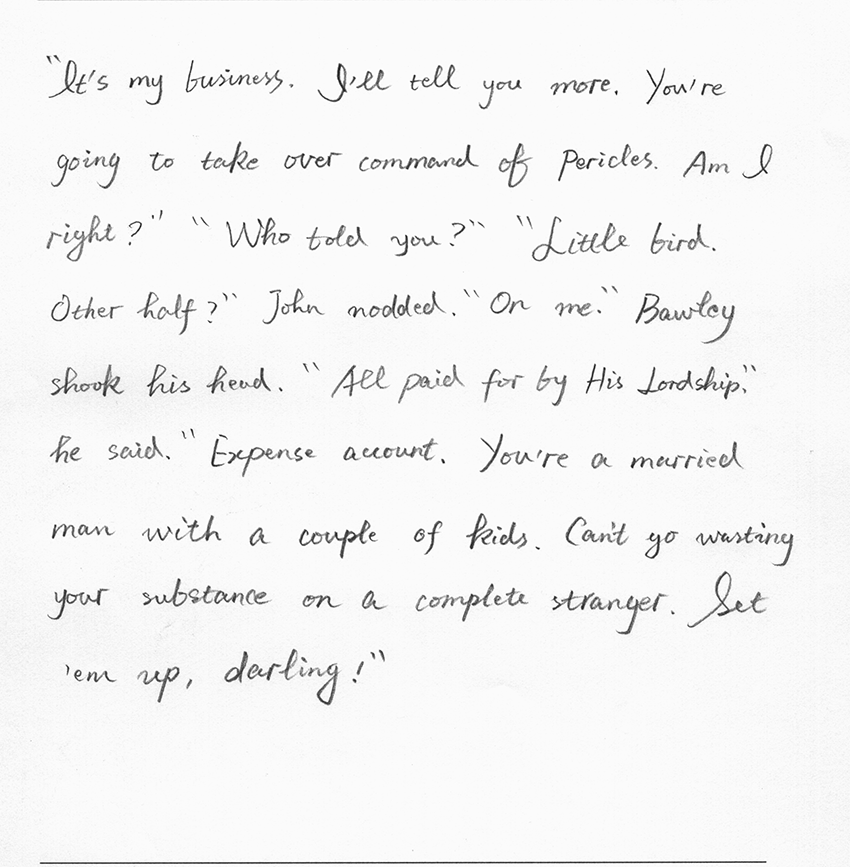 "It's my business. I'll tell you more. You're
going to take over command of Pericles. Am I
right?" "Who told you?" "Little bird.
Other half?" John nodded. "On me." Bawley
shook his head. "All paid for by His Lordship."
he said. "Expense account. You're a married
man with a couple of kids. Can't go wasting
your substance on a complete stranger. Set
'em up, darling!"